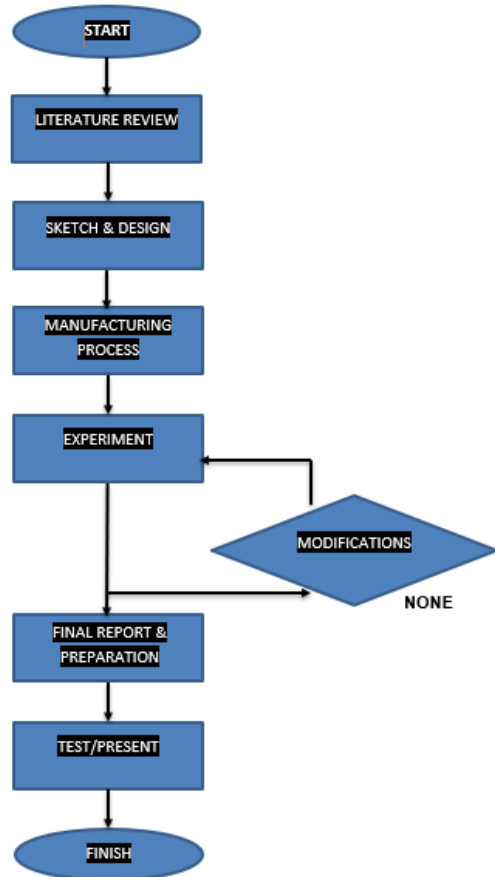 START
LITERATURE REVIEW
SKETCH & DESIGN
MANUFACTURING
PROCESS
EXPERIMENT
MODIFICATIONS
NONE
FINAL REPORT &
PREPARATION
TEST/PRESENT
FINISH